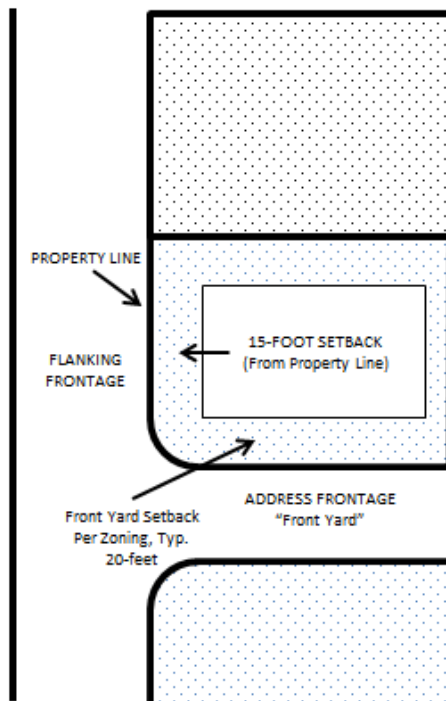 PROPERTY LINE
15-FOOT SETBACK
(From Property Line)
FLANKING
FRONTAGE
ADDRESS FRONTAGE
“Front Yard”
Front Yard Setback
Per Zoning, Typ.
20-feet